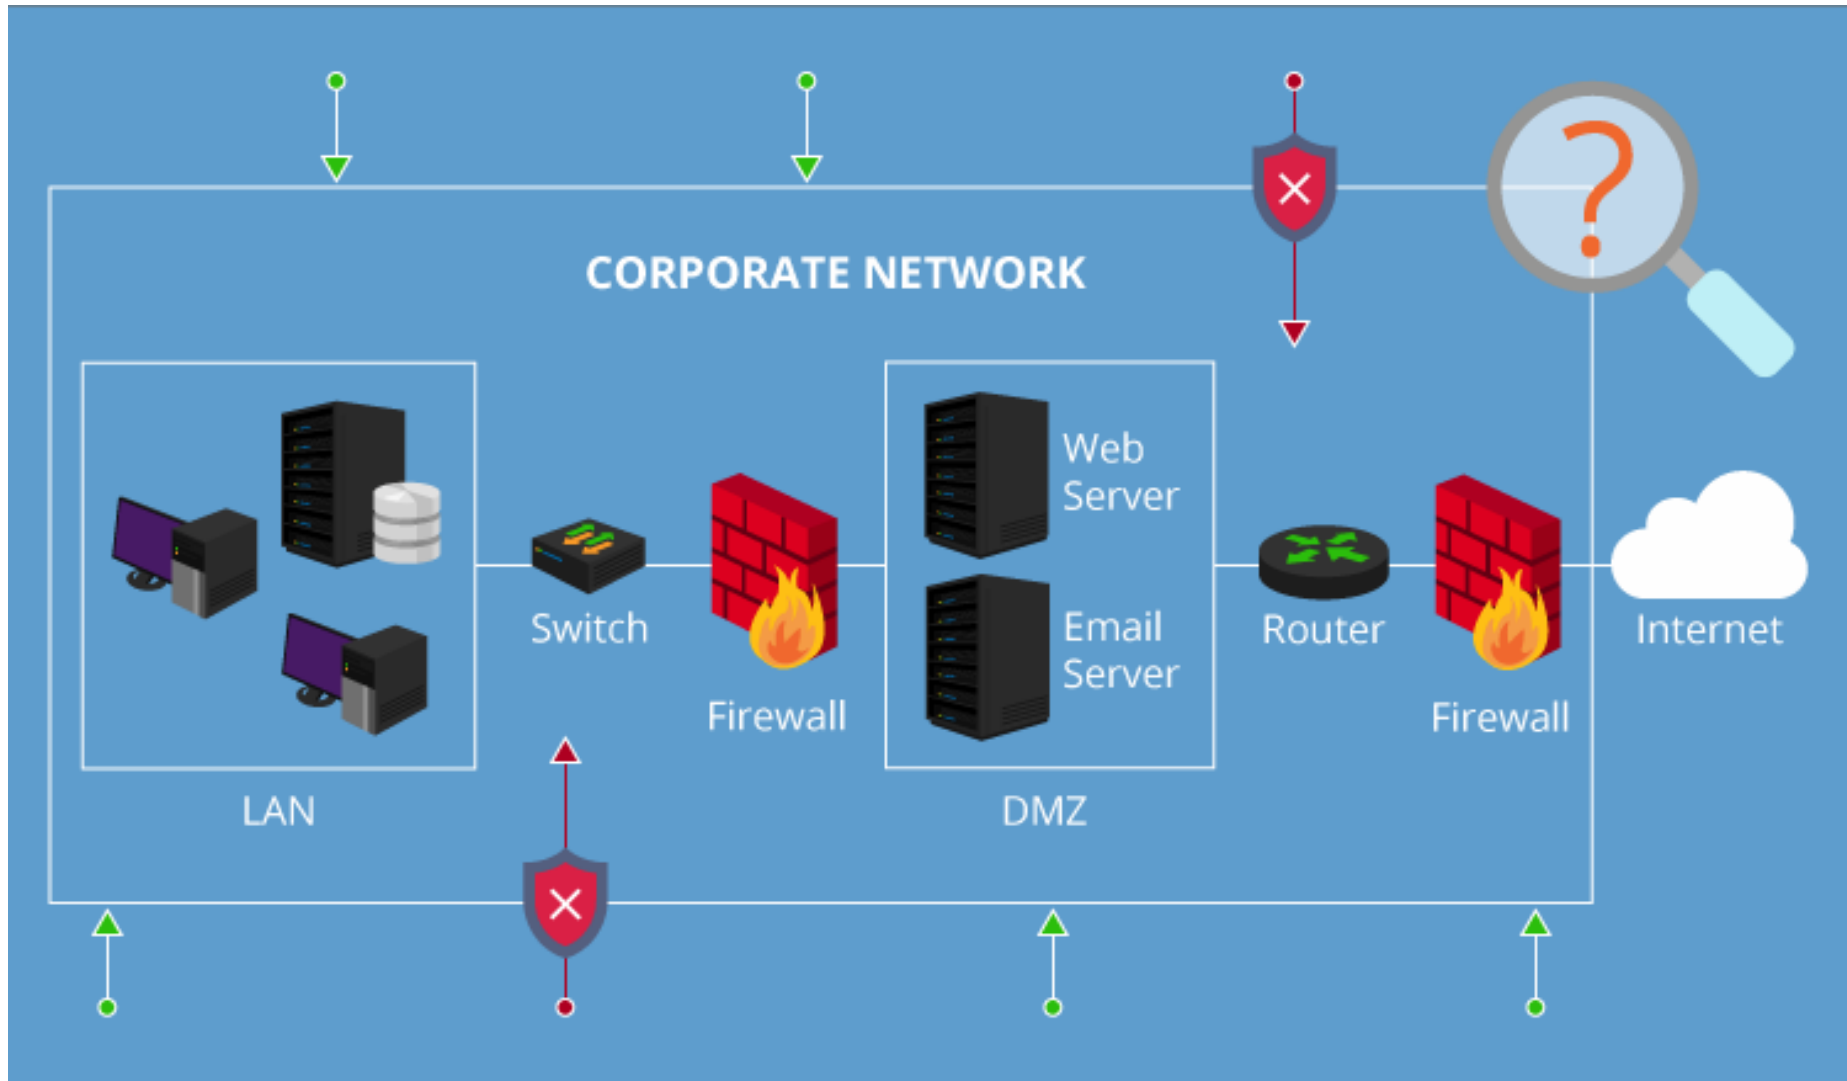 CORPORATE NETWORK
?
Web
Server
Email
Server
Switch
Firewall
Router
Firewall
Internet
LAN
DMZ